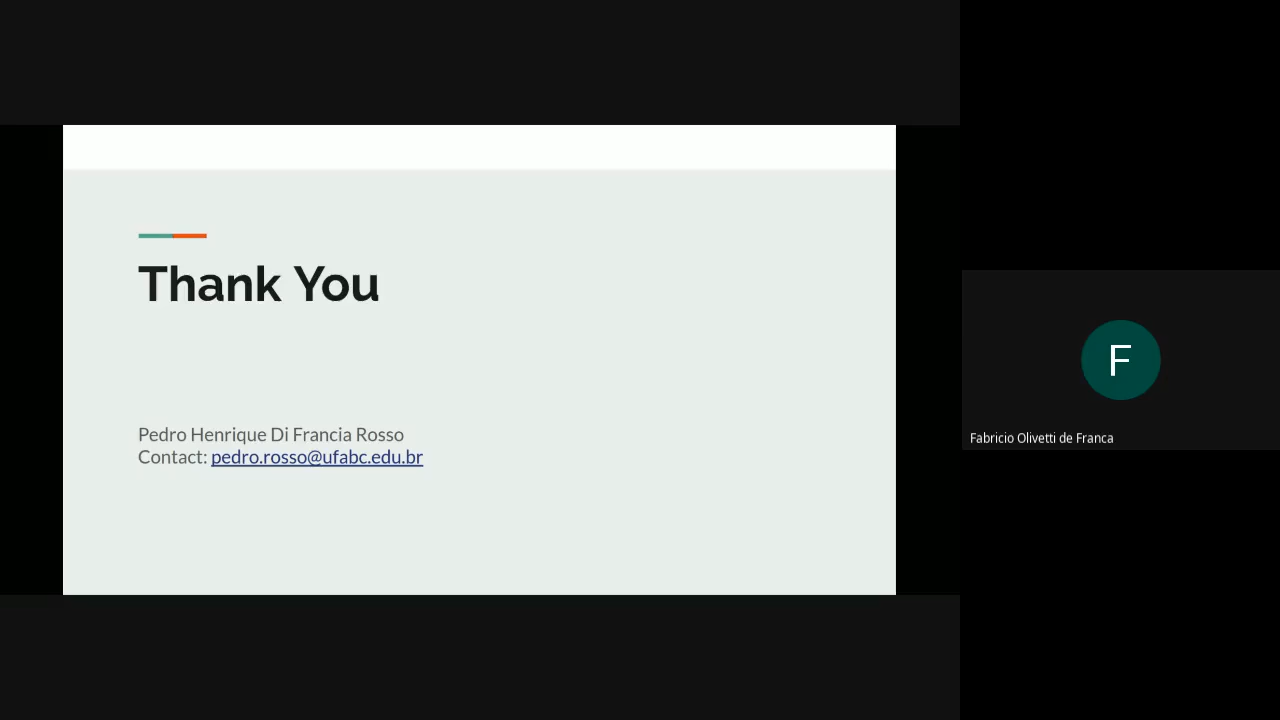 Thank You
Pedro Henrique Di Francia Rosso
Contact: pedro.rosso@ufabc.edu.br
F
Fabricio Olivetti de Franca